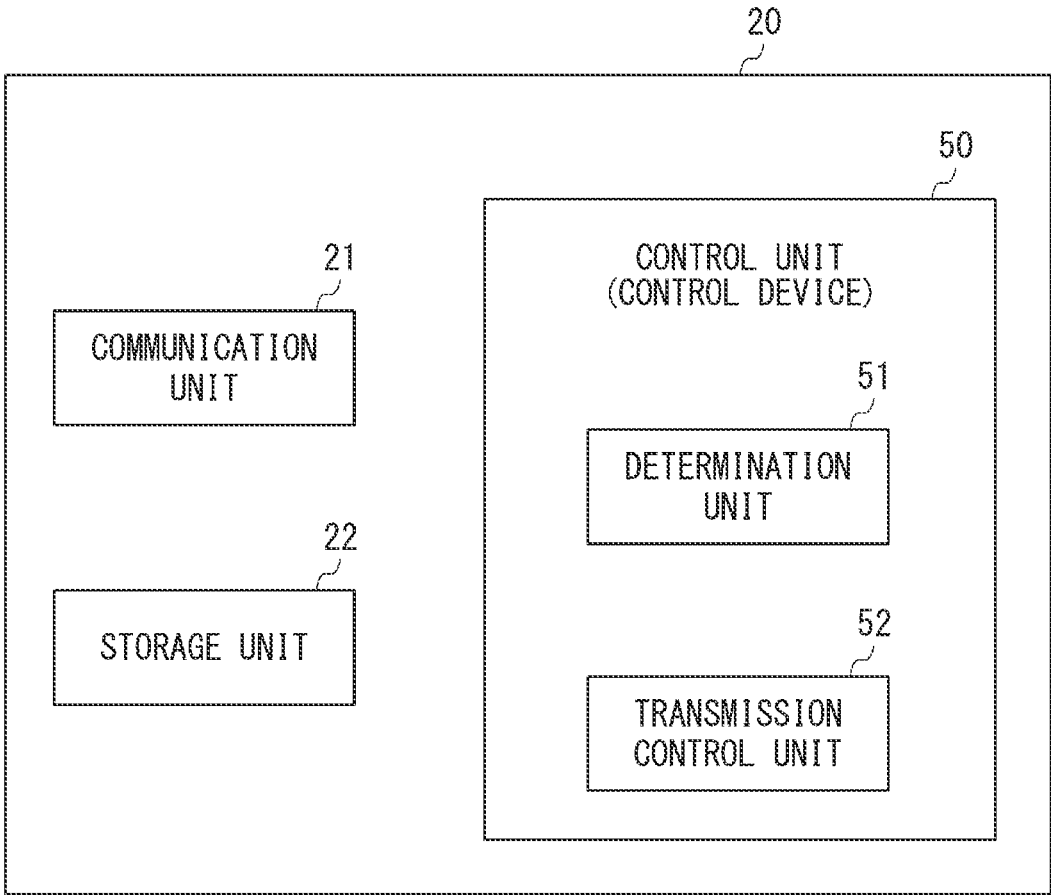 20
50
CONTROL UNIT
(CONTROL DEVICE)
21
COMMUNICATION
UNIT
51
DETERMINATION
UNIT
22
STORAGE UNIT
52
TRANSMISSION
CONTROL UNIT